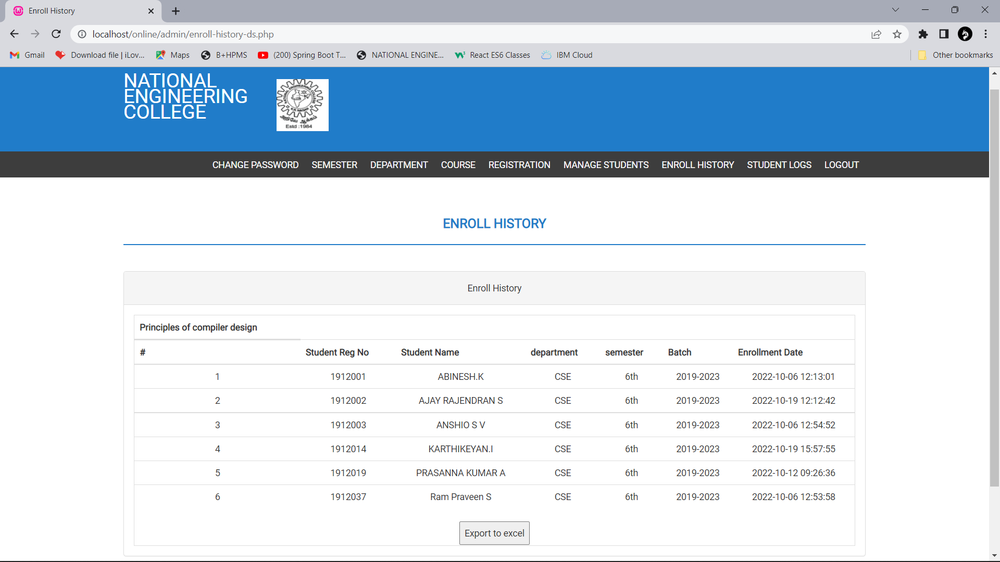 Enroll History
localhost/online/admin/enroll-history-ds.php
Gmail Download file | iLov... Maps B+HPMS (200) Spring Boot T... NATIONAL ENGINE... React ES6 Classes IBM Cloud Other bookmarks
NATIONAL
ENGINEERING
COLLEGE
NATIONAL ENGINEERING COLLEGE
K.R. NAGAR
அறிவே ஆக்கம்
Estd :1984
CHANGE PASSWORD SEMESTER DEPARTMENT COURSE REGISTRATION MANAGE STUDENTS ENROLL HISTORY STUDENT LOGS LOGOUT
ENROLL HISTORY
Enroll History
Principles of compiler design
# Student Reg No Student Name department semester Batch Enrollment Date
1 1912001 ABINESH.K CSE 6th 2019-2023 2022-10-06 12:13:01
2 1912002 AJAY RAJENDRAN S CSE 6th 2019-2023 2022-10-19 12:12:42
3 1912003 ANSHIO S V CSE 6th 2019-2023 2022-10-06 12:54:52
4 1912014 KARTHIKEYAN.I CSE 6th 2019-2023 2022-10-19 15:57:55
5 1912019 PRASANNA KUMAR A CSE 6th 2019-2023 2022-10-12 09:26:36
6 1912037 Ram Praveen S CSE 6th 2019-2023 2022-10-06 12:53:58
Export to excel